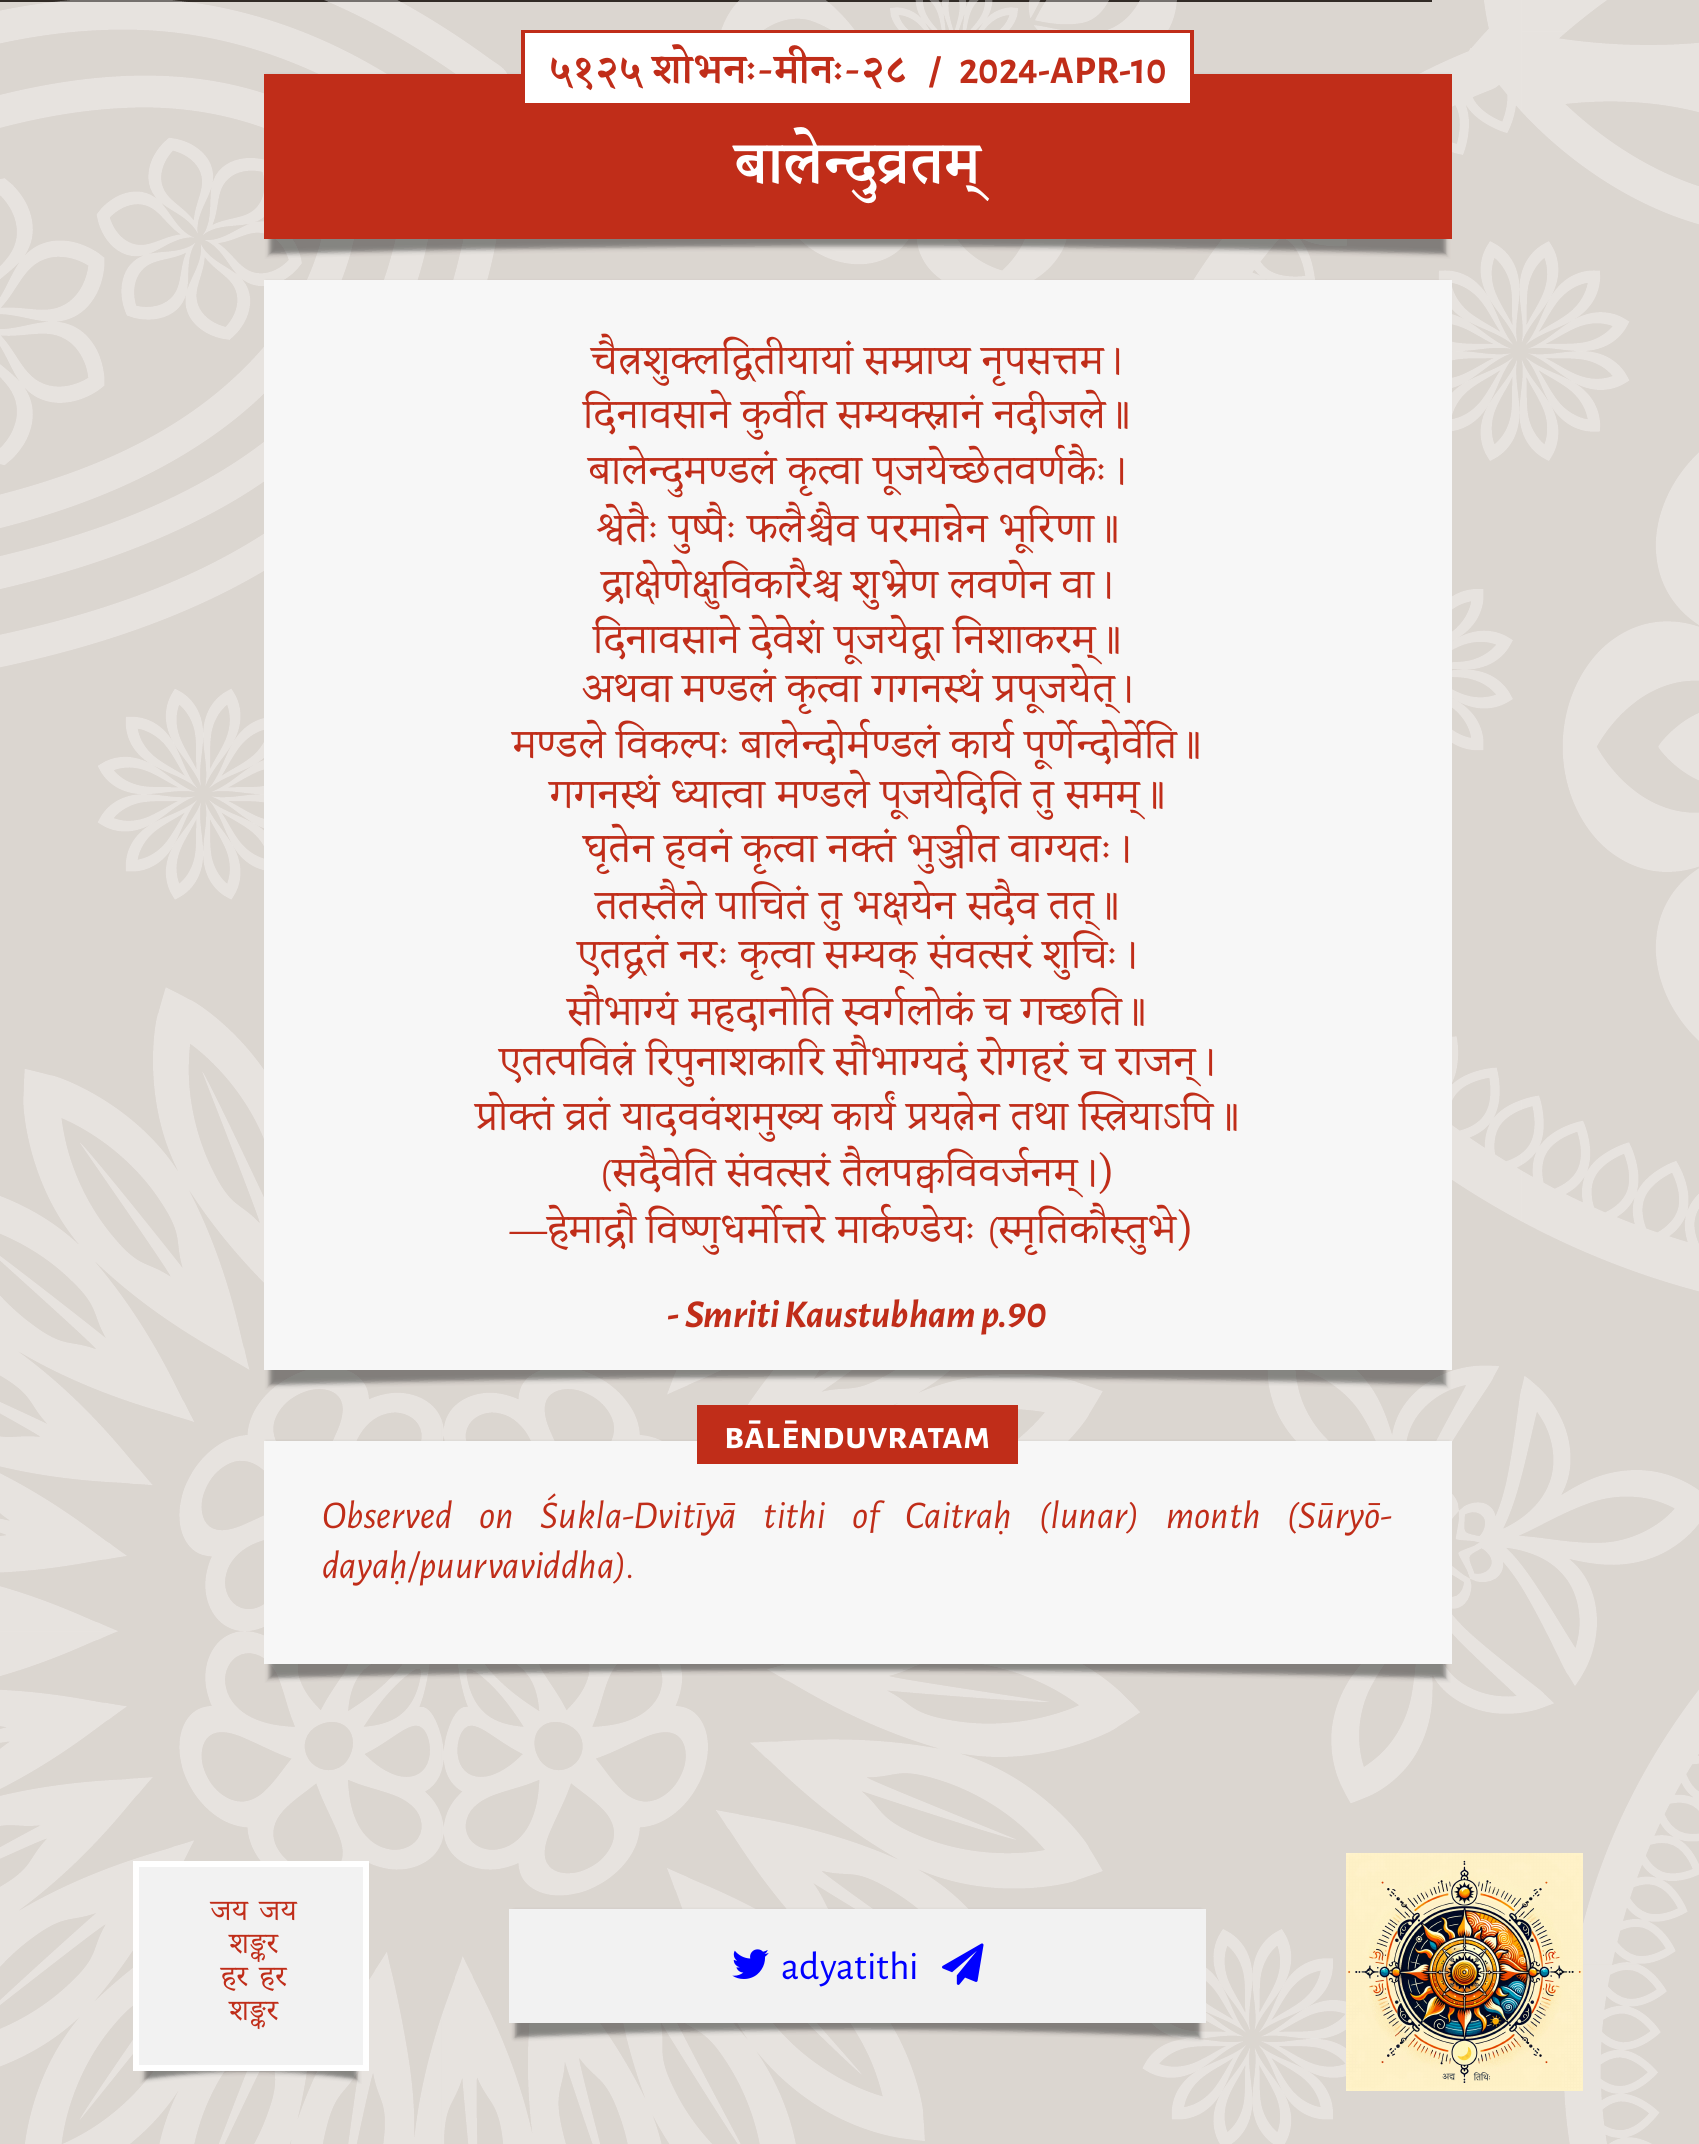 ५१२५ शोभनः-मीनः-२८ / 2024-APR-10
बालेन्दुव्रतम्
चैत्रशुक्लद्वितीयायां सम्प्राप्य नृपसत्तम।
दिनावसाने कुर्वीत सम्यक्स्नानं नदीजले॥
बालेन्दुमण्डलं कृत्वा पूजयेच्छेतवर्णकैः।
श्वेतैः पुष्पैः फलैश्चैव परमान्नेन भूरिणा॥
द्राक्षेणेक्षुविकारैश्च शुभ्रेण लवणेन वा।
दिनावसाने देवेशं पूजयेद्वा निशाकरम्॥
अथवा मण्डलं कृत्वा गगनस्थं प्रपूजयेत्।
मण्डले विकल्पः बालेन्दोर्मण्डलं कार्य पूर्णेन्दोर्वेति॥
गगनस्थं ध्यात्वा मण्डले पूजयेदिति तु समम्॥
घृतेन हवनं कृत्वा नक्तं भुञ्जीत वाग्यतः।
ततस्तैले पाचितं तु भक्षयेन सदैव तत्॥
एतद्व्रतं नरः कृत्वा सम्यक् संवत्सरं शुचिः।
सौभाग्यं महदानोति स्वर्गलोकं च गच्छति॥
एतत्पवित्रं रिपुनाशकारि सौभाग्यदं रोगहरं च राजन्।
प्रोक्तं व्रतं यादववंशमुख्य कार्यं प्रयत्नेन तथा स्त्रियाऽपि॥
(सदैवेति संवत्सरं तैलपक्वविवर्जनम्।)
—हेमाद्रौ विष्णुधर्मोत्तरे मार्कण्डेयः (स्मृतिकौस्तुभे)
- Smriti Kaustubham p.90
BĀLĒNDUVRATAM
Observed on Śukla-Dvitīyā tithi of Caitraḥ (lunar) month (Sūryō-
dayaḥ/puurvaviddha).
जय जय
शङ्कर
हर हर
शङ्कर
adyatithi
अद्य तिथिः